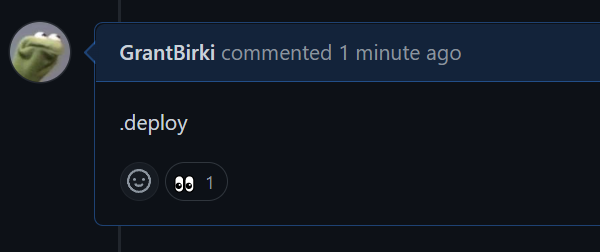 GrantBirki commented 1 minute ago
.deploy
👀 1